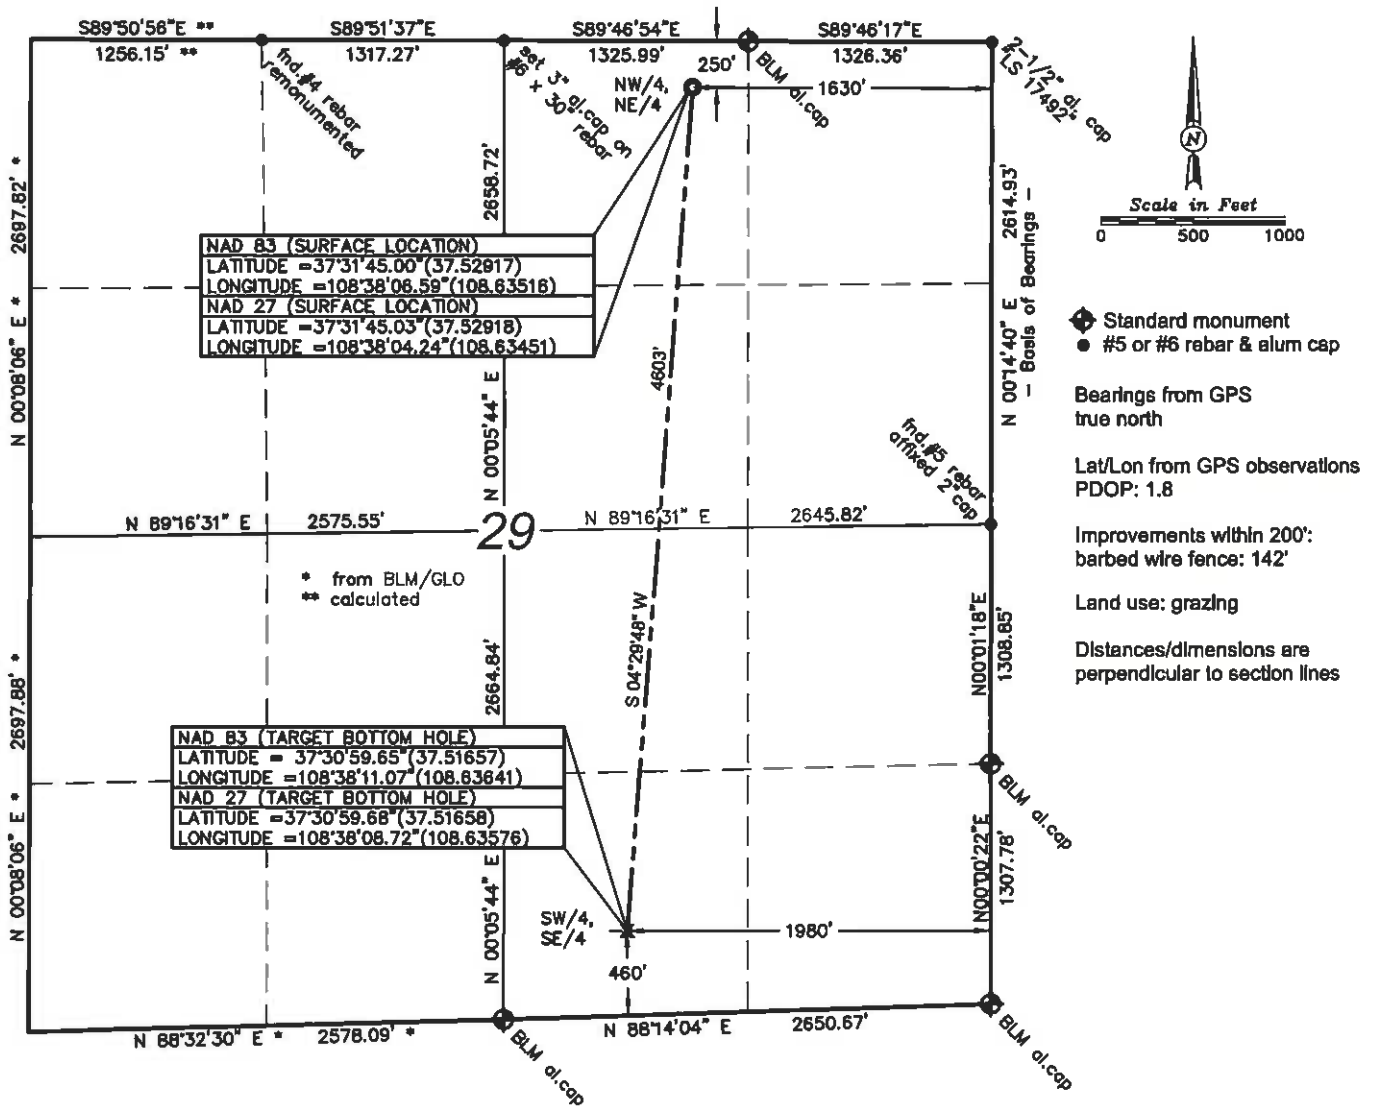 S89°50'56"E **
S89°51'37"E
S89°46'54"E
S89°46'17"E
1256.15' **
1317.27'
1325.99'
1326.36'
250'
1630'
fnd.#4 rebar
remonumented
set 3" al.cap on
#6 x 30" rebar
NW/4,
NE/4
BLM al.cap
2-1/2" al. cap
"LS 17492"
N
Scale in Feet
0 500 1000
2697.82' *
N 00°08'06" E *
2658.72'
N 00°05'44" E
2614.93'
N 00°14'40" E
- Basis of Bearings -
NAD 83 (SURFACE LOCATION)
LATITUDE =37°31'45.00"(37.52917)
LONGITUDE =108°38'06.59"(108.63516)
NAD 27 (SURFACE LOCATION)
LATITUDE =37°31'45.03"(37.52918)
LONGITUDE =108°38'04.24"(108.63451)
4603'
S 04°29'48" W
Standard monument
#5 or #6 rebar & alum cap
Bearings from GPS
true north
Lat/Lon from GPS observations
PDOP: 1.8
Improvements within 200':
barbed wire fence: 142'
Land use: grazing
Distances/dimensions are
perpendicular to section lines
fnd.#5 rebar
affixed 2" cap
N 89°16'31" E
2575.55'
29
N 89°16'31" E
2645.82'
* from BLM/GLO
** calculated
2697.88' *
N 00°08'06" E *
2664.84'
N 00°05'44" E
N00°01'18"E
1308.85'
NAD 83 (TARGET BOTTOM HOLE)
LATITUDE = 37°30'59.65"(37.51657)
LONGITUDE =108°38'11.07"(108.63641)
NAD 27 (TARGET BOTTOM HOLE)
LATITUDE =37°30'59.68"(37.51658)
LONGITUDE =108°38'08.72"(108.63576)
BLM al.cap
N00°00'22"E
1307.78'
SW/4,
SE/4
1980'
460'
N 88°32'30" E *
2578.09' *
BLM al.cap
N 88°14'04" E
2650.67'
BLM al.cap